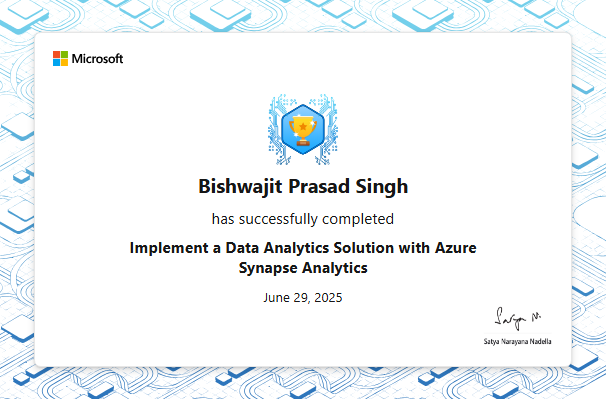 Microsoft
Bishwajit Prasad Singh
has successfully completed
Implement a Data Analytics Solution with Azure
Synapse Analytics
June 29, 2025
Satya N.
Satya Narayana Nadella